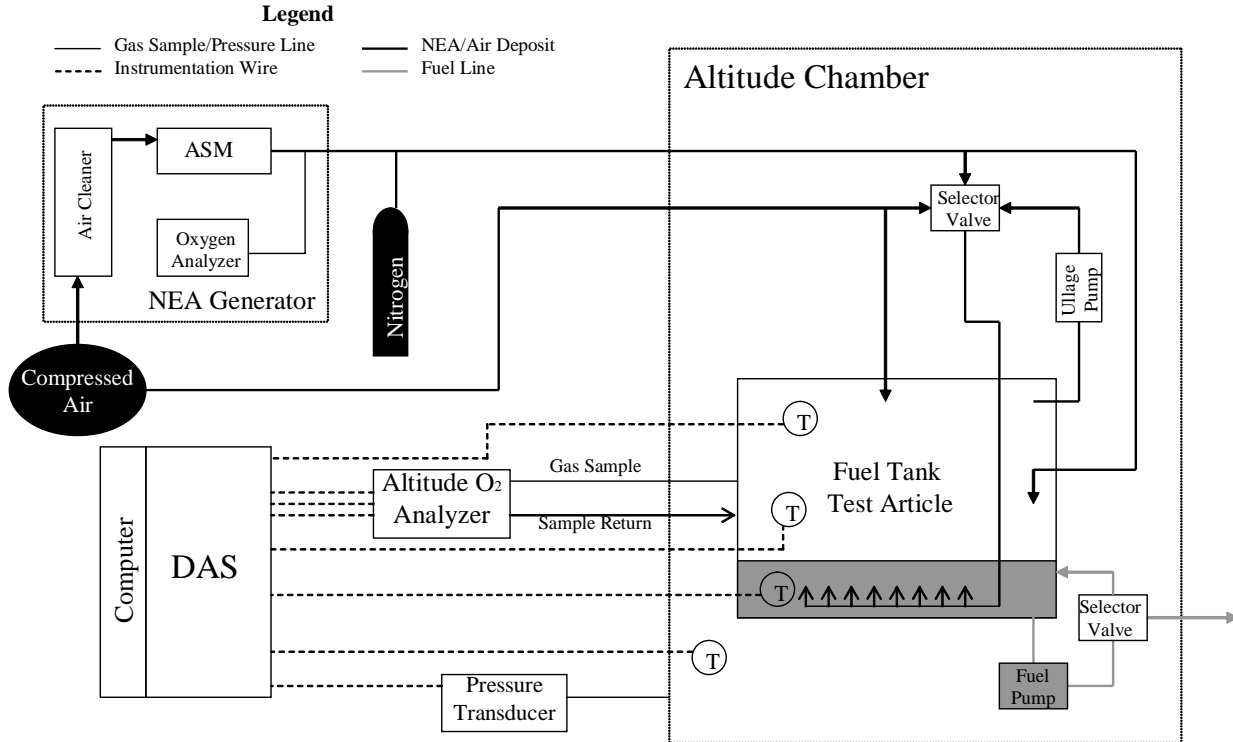 Legend
Gas Sample/Pressure Line
Instrumentation Wire
NEA/Air Deposit
Fuel Line
Altitude Chamber
Air Cleaner
ASM
Oxygen
Analyzer
NEA Generator
Nitrogen
Compressed
Air
Selector
Valve
Ullage
Pump
T
Fuel Tank
Test Article
T
T
T
Computer
DAS
Altitude O2
Analyzer
Gas Sample
Sample Return
Pressure
Transducer
Selector
Valve
Fuel
Pump